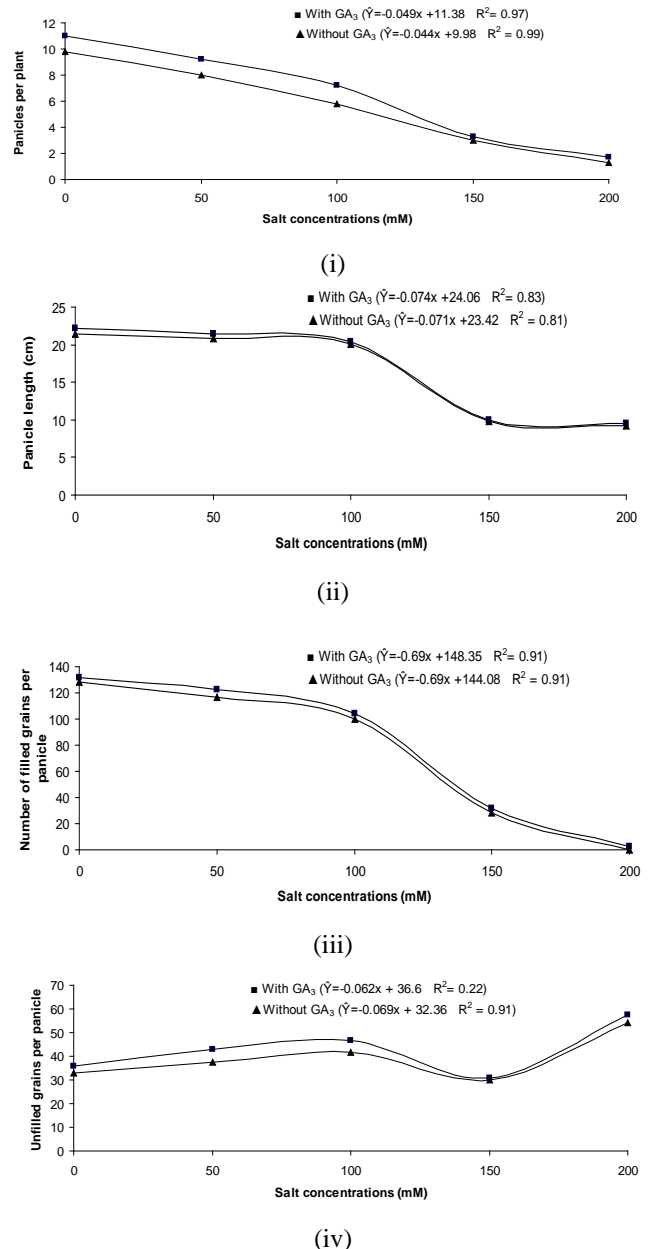 ■ With GA₃ (Ŷ=-0.049x +11.38 R²= 0.97)
▲ Without GA₃ (Ŷ=-0.044x +9.98 R² = 0.99)
Panicles per plant
12
10
8
6
4
2
0
0 50 100 150 200
Salt concentrations (mM)
(i)
■ With GA₃ (Ŷ=-0.074x +24.06 R² = 0.83)
▲ Without GA₃ (Ŷ=-0.071x +23.42 R² = 0.81)
Panicle length (cm)
25
20
15
10
5
0
0 50 100 150 200
Salt concentrations (mM)
(ii)
■ With GA₃ (Ŷ=-0.69x +148.35 R²= 0.91)
▲ Without GA₃ (Ŷ=-0.69x +144.08 R² = 0.91)
Number of filled grains per
panicle
140
120
100
80
60
40
20
0
0 50 100 150 200
Salt concentrations (mM)
(iii)
■ With GA₃ (Ŷ=-0.062x + 36.6 R²= 0.22)
▲ Without GA₃ (Ŷ=-0.069x + 32.36 R² = 0.91)
Unfilled grains per panicle
70
60
50
40
30
20
10
0
0 50 100 150 200
Salt concentrations (mM)
(iv)